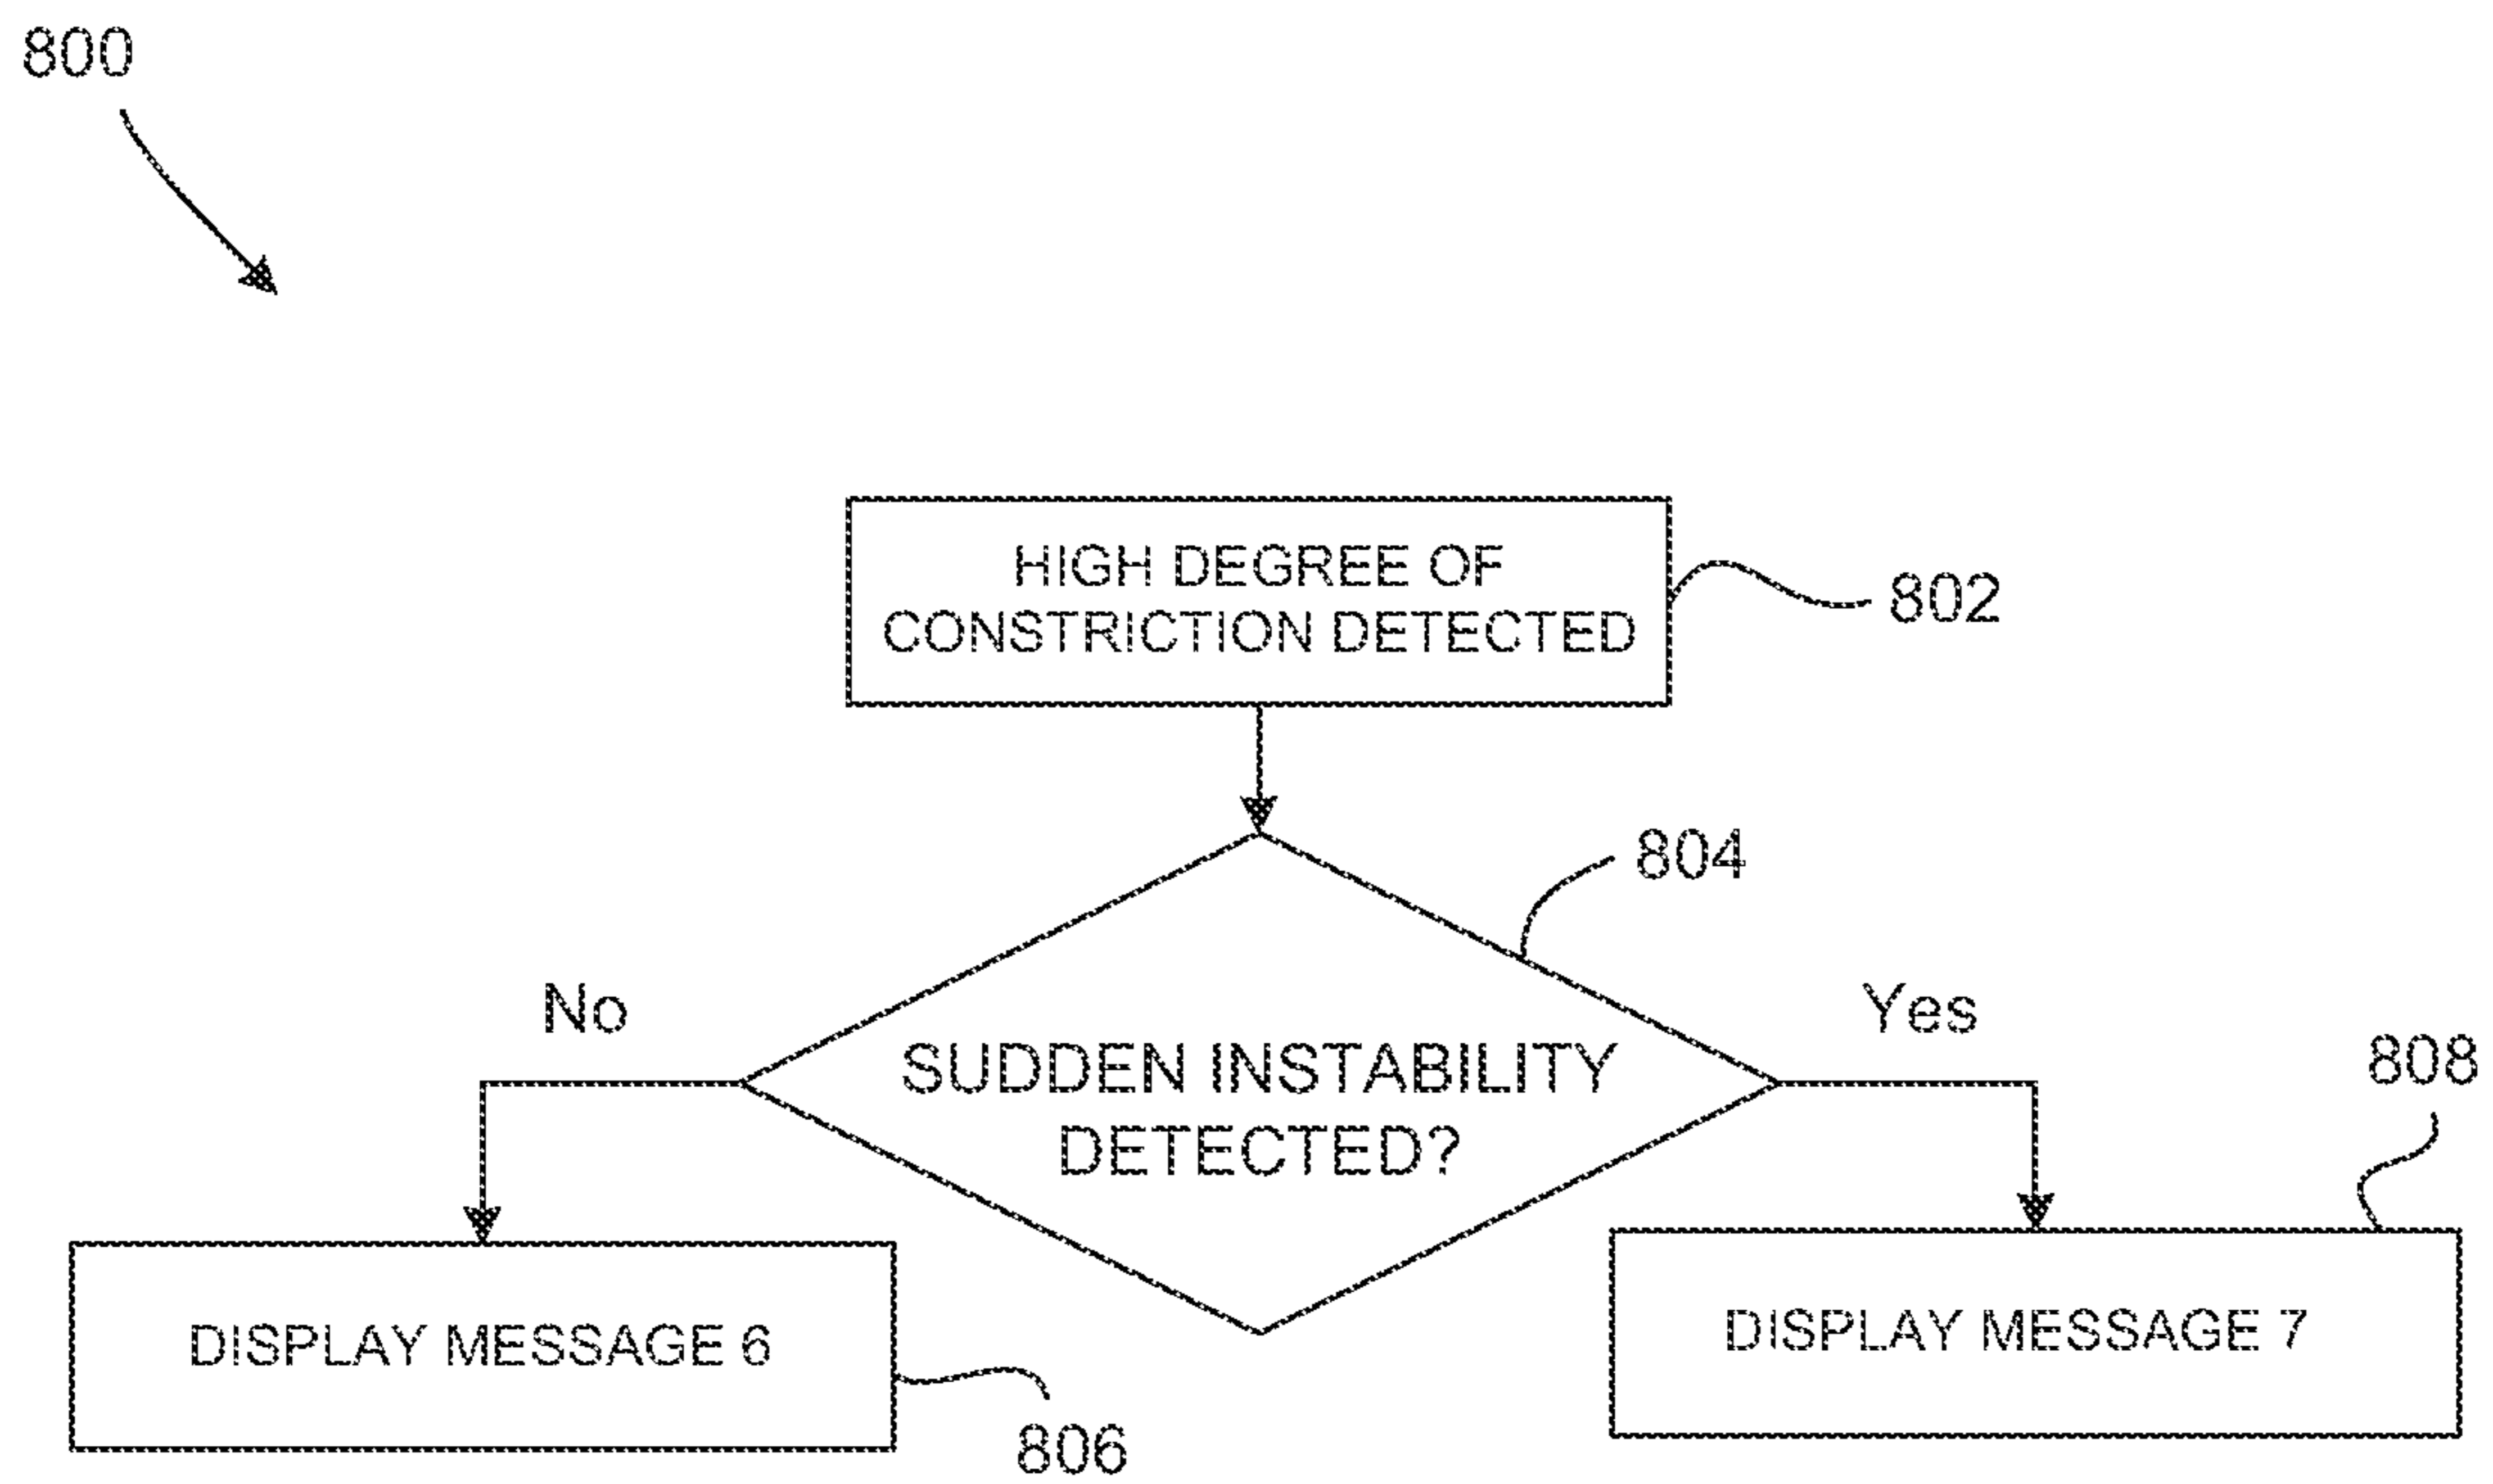 800
HIGH DEGREE OF
CONSTRICTION DETECTED
802
804
No
Yes
SUDDEN INSTABILITY
DETECTED?
808
DISPLAY MESSAGE 6
DISPLAY MESSAGE 7
806